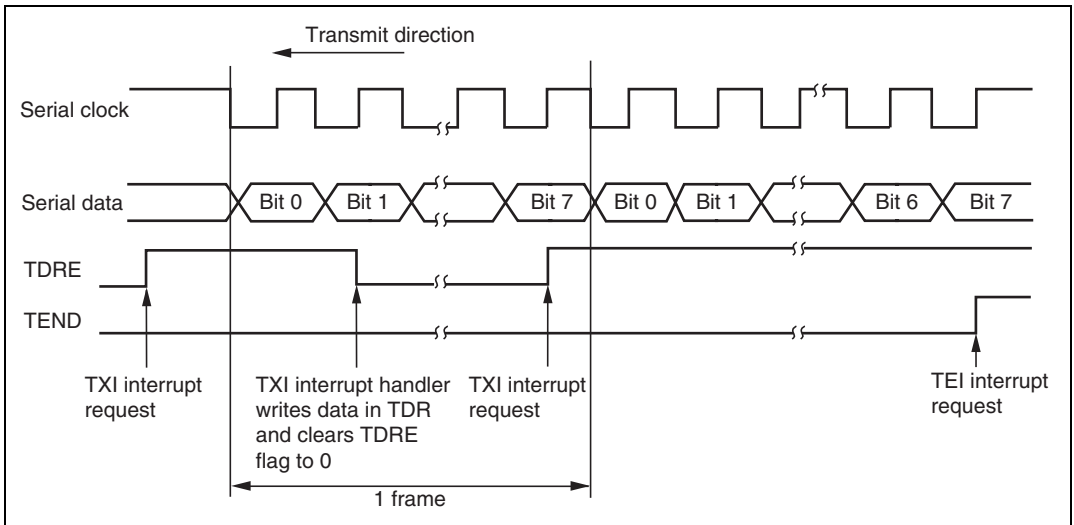 Transmit direction
Serial clock
Serial data
Bit 0
Bit 1
Bit 7
Bit 0
Bit 1
Bit 6
Bit 7
TDRE
TEND
TXI interrupt
request
TXI interrupt handler
writes data in TDR
and clears TDRE
flag to 0
TXI interrupt
request
TEI interrupt
request
1 frame